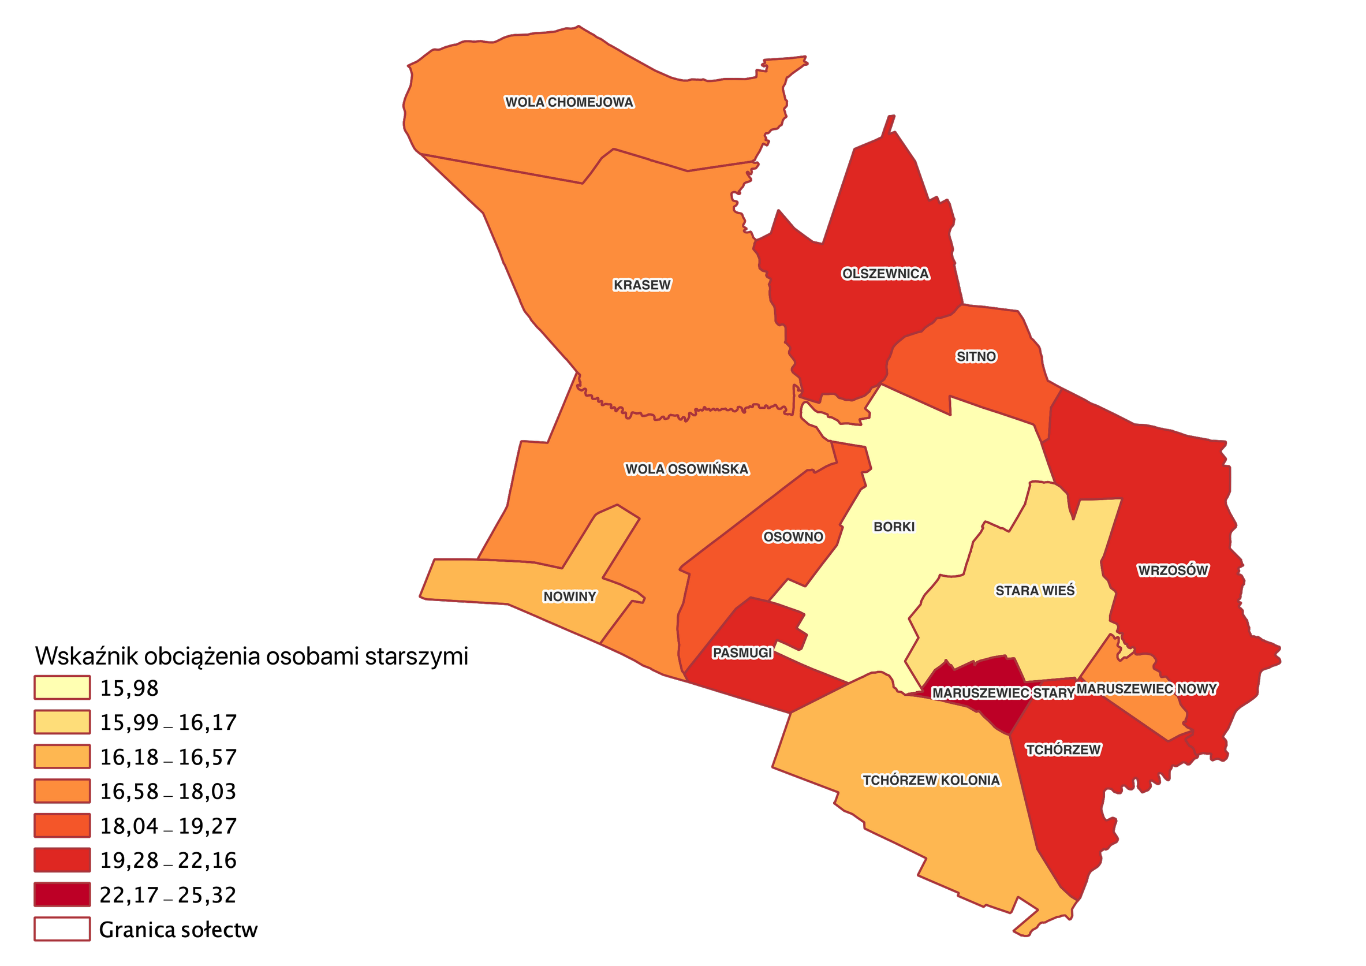 WOLA CHOMEJOWA
OLSZEWNICA
KRASEW
SITNO
WOLA OSOWIŃSKA
BORKI
OSOWNO
WRZOSÓW
STARA WIEŚ
NOWINY
PASMUGI
MARUSZEWIEC STARY
MARUSZEWIEC NOWY
TCHÓRZEW
TCHÓRZEW KOLONIA
Wskaźnik obciążenia osobami starszymi
15,98
15,99 – 16,17
16,18 – 16,57
16,58 – 18,03
18,04 – 19,27
19,28 – 22,16
22,17 – 25,32
Granica sołectw